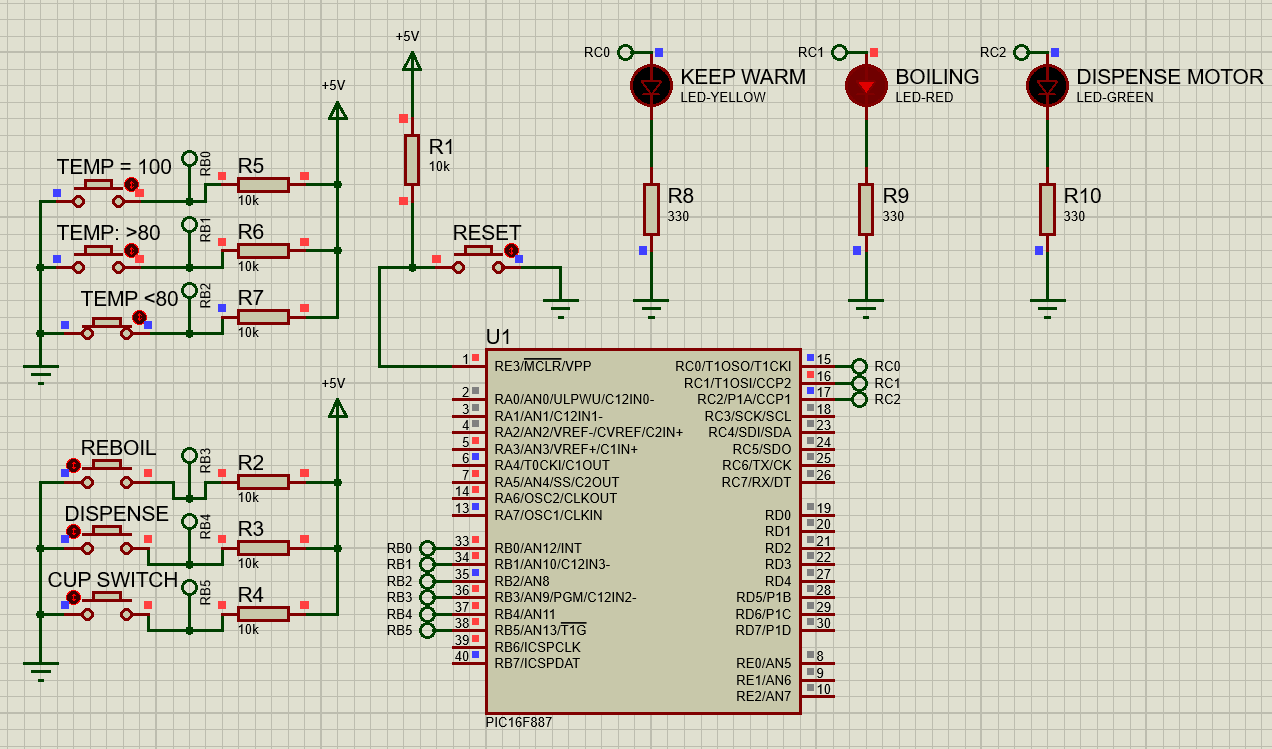 +5V
RC0
KEEP WARM
LED-YELLOW
RC1
BOILING
LED-RED
RC2
DISPENSE MOTOR
LED-GREEN
+5V
R1
10k
TEMP = 100
RB0
R5
10k
TEMP: >80
RB1
R6
10k
TEMP <80
RB2
R7
10k
RESET
R8
330
R9
330
R10
330
+5V
REBOIL
RB3
R2
10k
DISPENSE
RB4
R3
10k
CUP SWITCH
RB5
R4
10k
U1
1 RE3/MCLR/VPP
2 RA0/AN0/ULPWU/C12IN0-
3 RA1/AN1/C12IN1-
4 RA2/AN2/VREF-/CVREF/C2IN+
5 RA3/AN3/VREF+/C1IN+
6 RA4/T0CKI/C1OUT
7 RA5/AN4/SS/C2OUT
14 RA6/OSC2/CLKOUT
13 RA7/OSC1/CLKIN
RB0 33 RB0/AN12/INT
RB1 34 RB1/AN10/C12IN3-
RB2 35 RB2/AN8
RB3 36 RB3/AN9/PGM/C12IN2-
RB4 37 RB4/AN11
RB5 38 RB5/AN13/T1G
39 RB6/ICSPCLK
40 RB7/ICSPDAT
RC0/T1OSO/T1CKI 15 RC0
RC1/T1OSI/CCP2 16 RC1
RC2/P1A/CCP1 17 RC2
RC3/SCK/SCL 18
RC4/SDI/SDA 23
RC5/SDO 24
RC6/TX/CK 25
RC7/RX/DT 26
RD0 19
RD1 20
RD2 21
RD3 22
RD4 27
RD5/P1B 28
RD6/P1C 29
RD7/P1D 30
RE0/AN5 8
RE1/AN6 9
RE2/AN7 10
PIC16F887